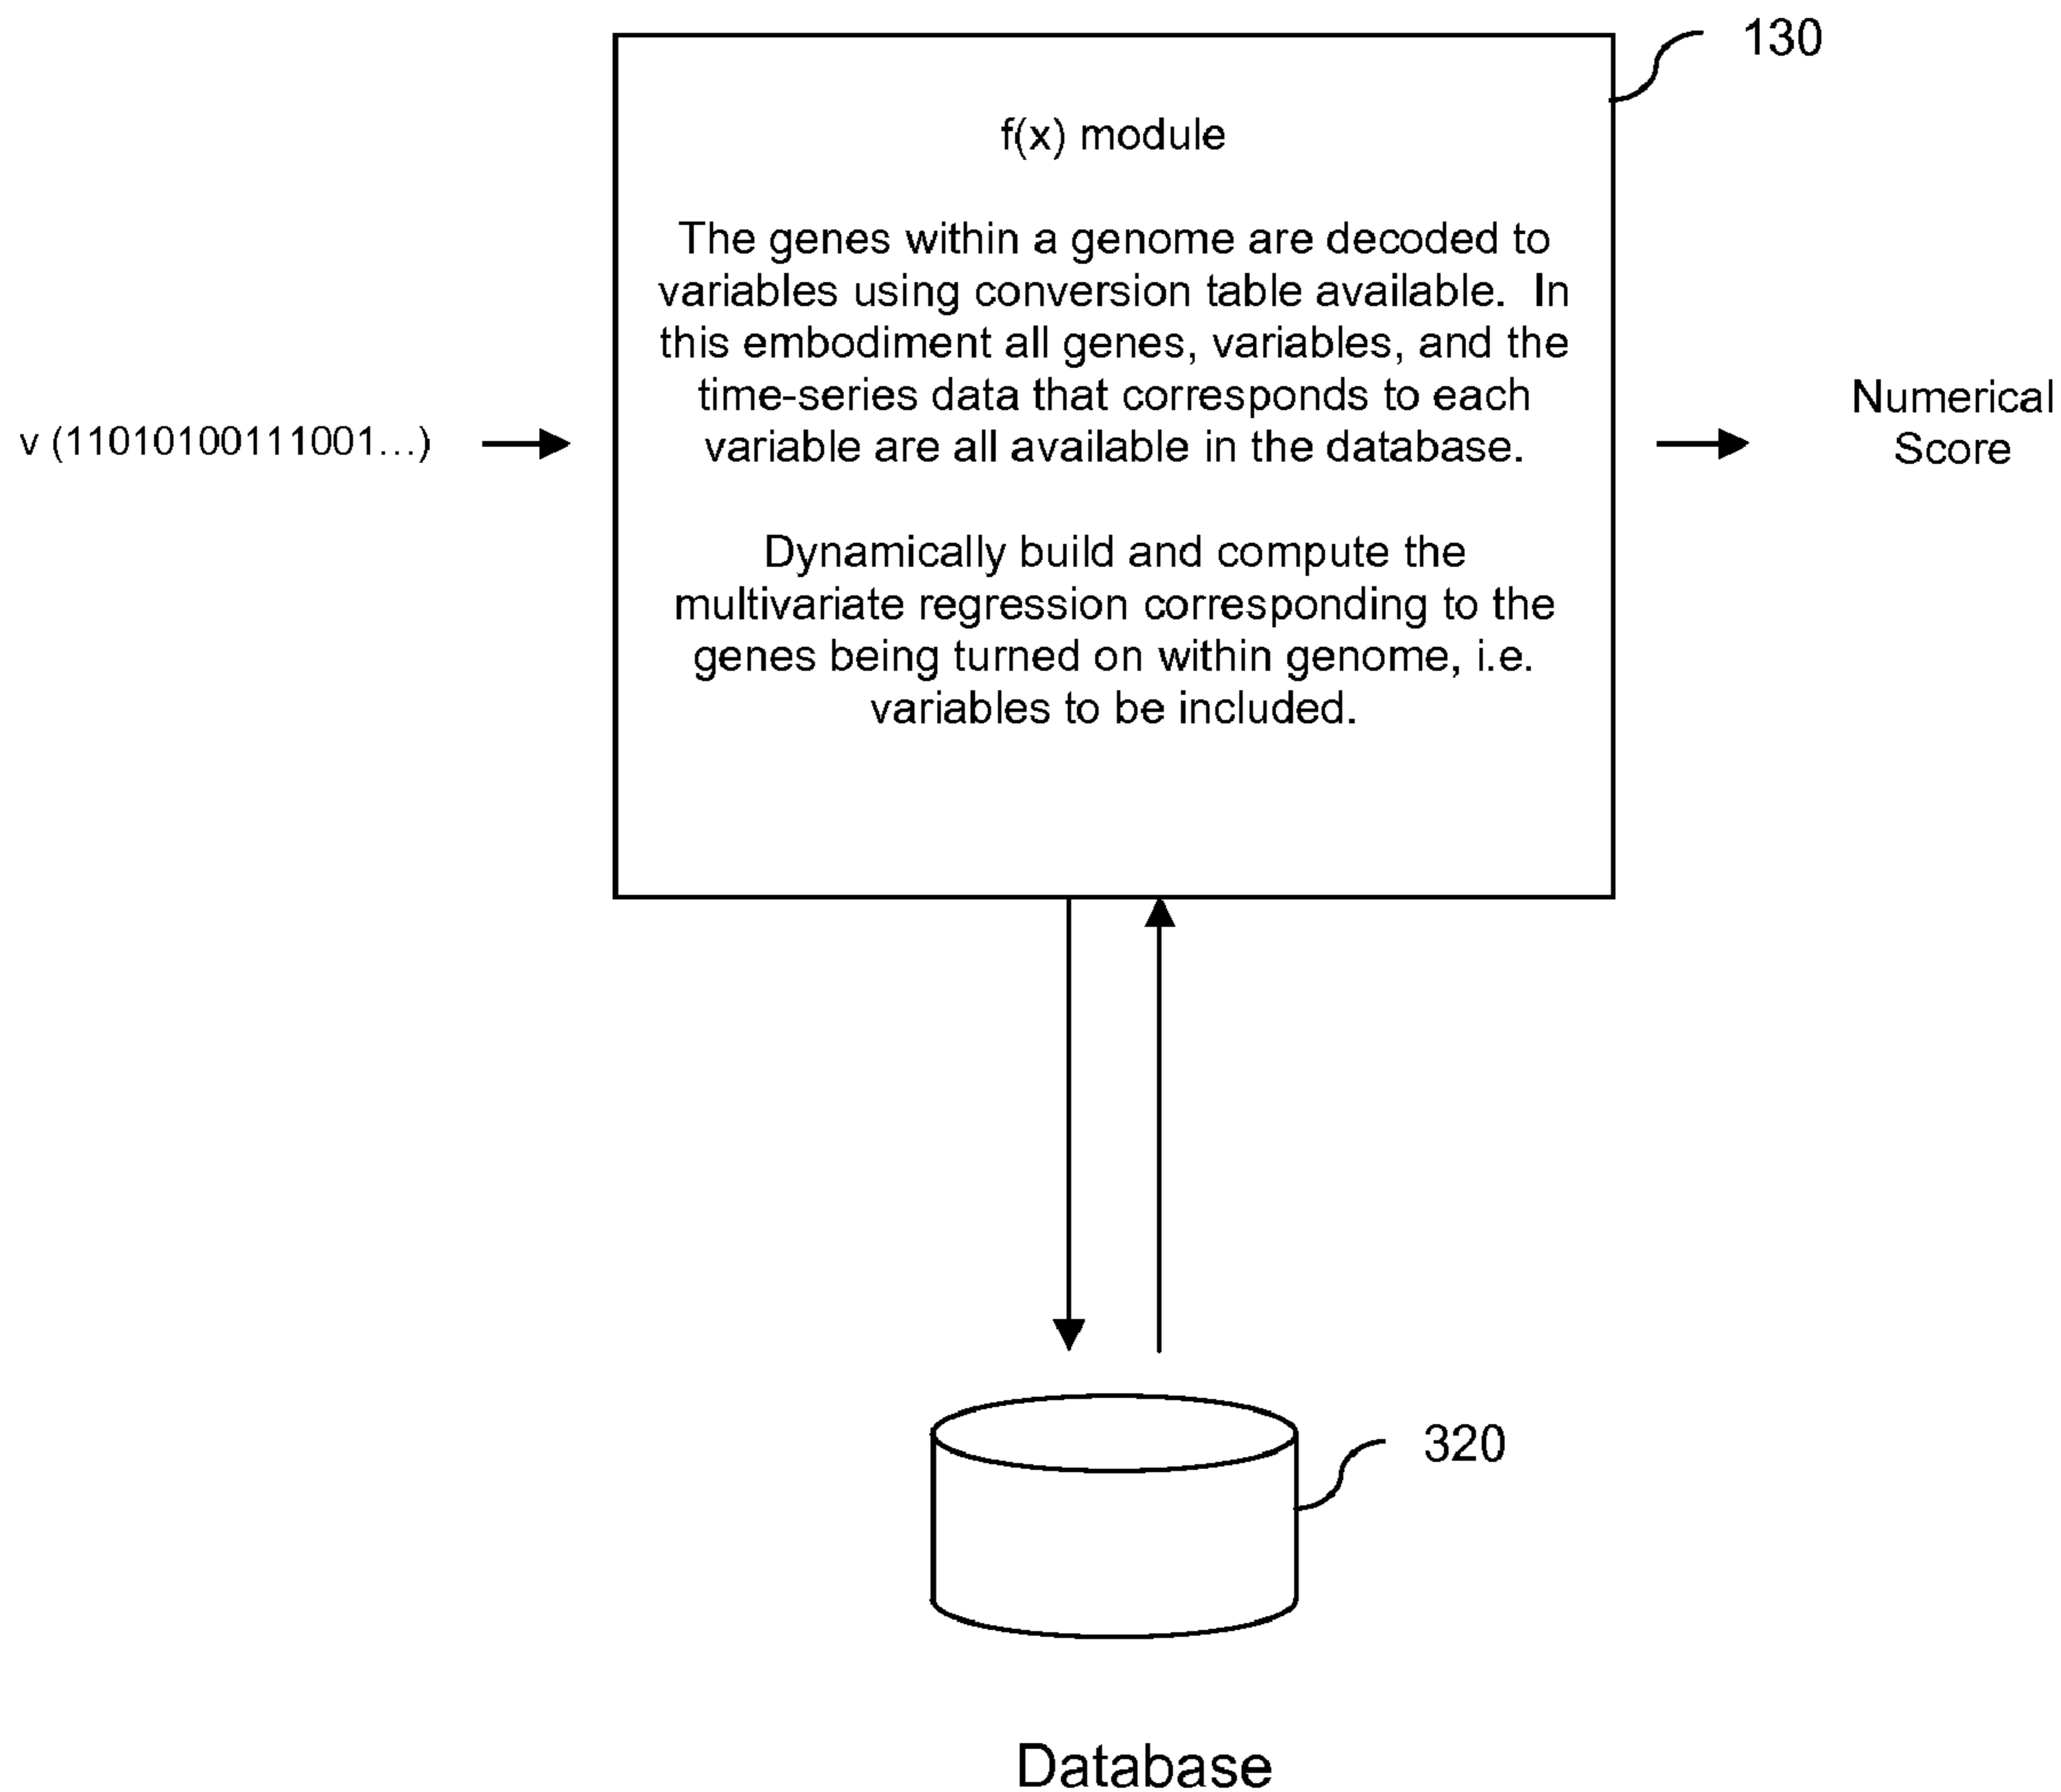 130
f(x) module
The genes within a genome are decoded to
variables using conversion table available.  In
this embodiment all genes, variables, and the
time-series data that corresponds to each
variable are all available in the database.
Dynamically build and compute the
multivariate regression corresponding to the
genes being turned on within genome, i.e.
variables to be included.
v (11010100111001...)
Numerical
Score
320
Database